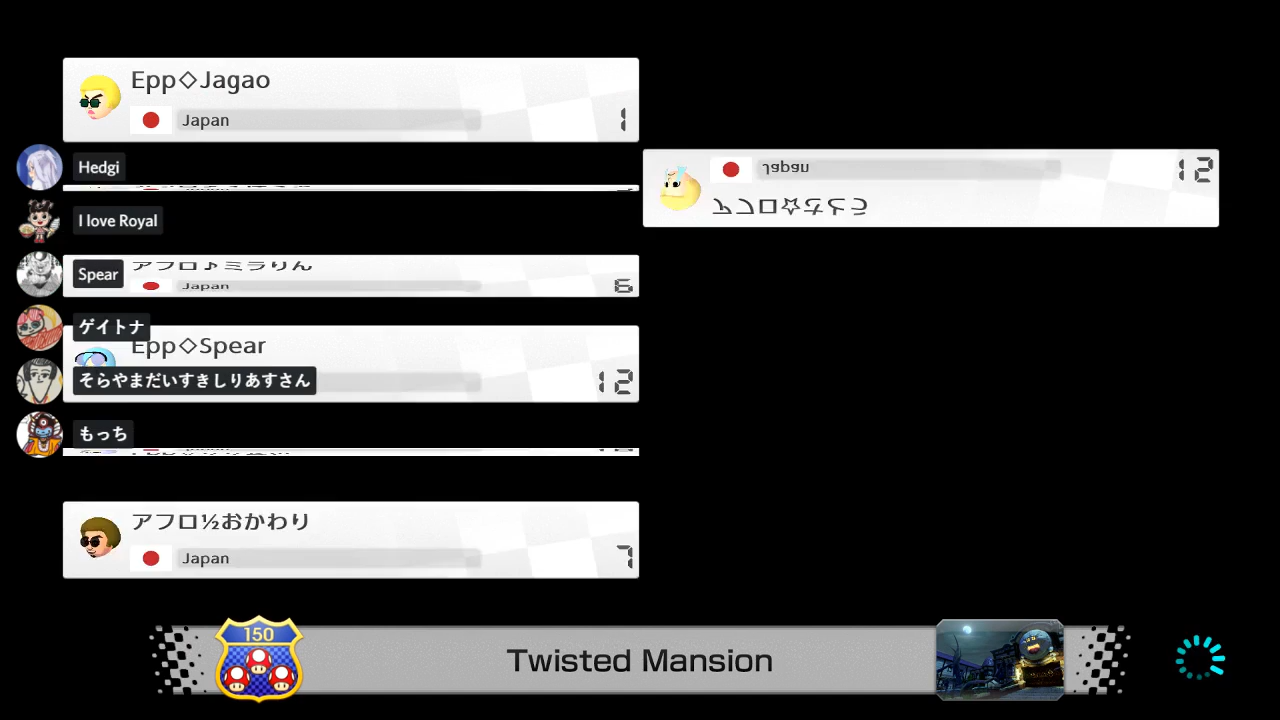 Epp◇Jagao
Japan
1
Hedgi
I love Royal
Japan
12
アフロ☆さとう
Spear
アフロ♪ミラりん
Japan
6
ゲイトナ
Epp◇Spear
そらやまだいすきしりあすさん
12
もっち
アフロ½おかわり
Japan
7
150
Twisted Mansion